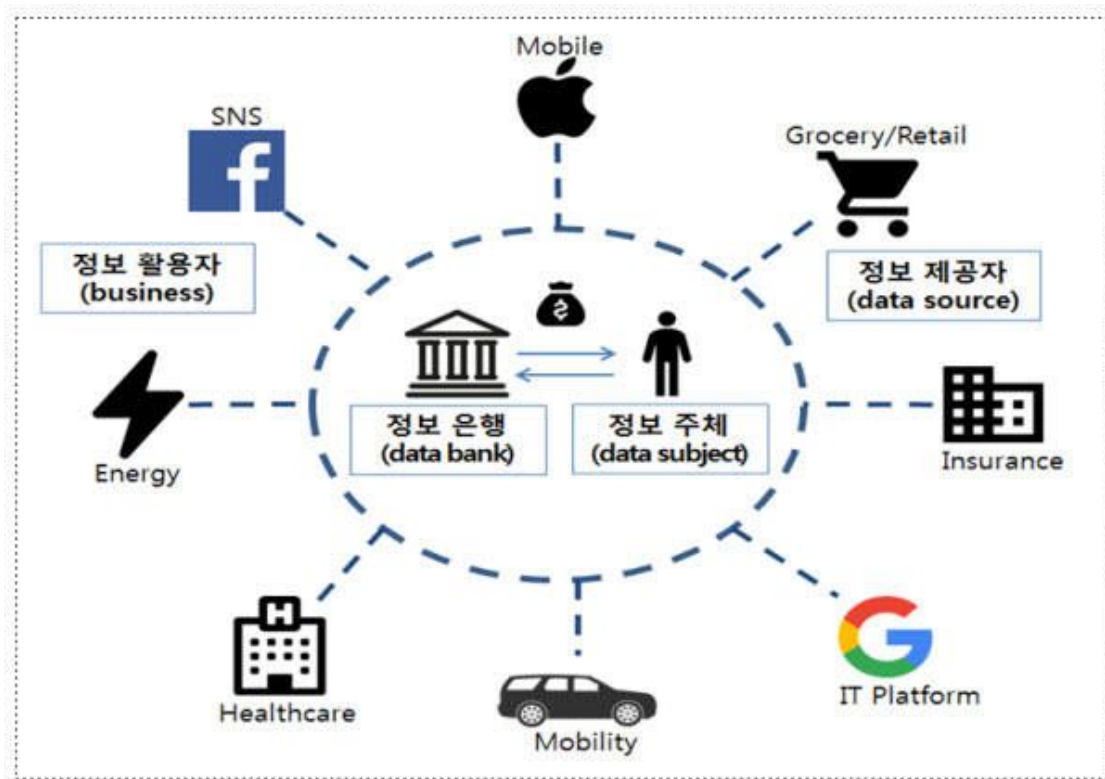 Mobile
SNS
Grocery/Retail
정보 활용자
(business)
정보 제공자
(data source)
정보 은행
(data bank)
정보 주체
(data subject)
Energy
Insurance
Healthcare
Mobility
IT Platform